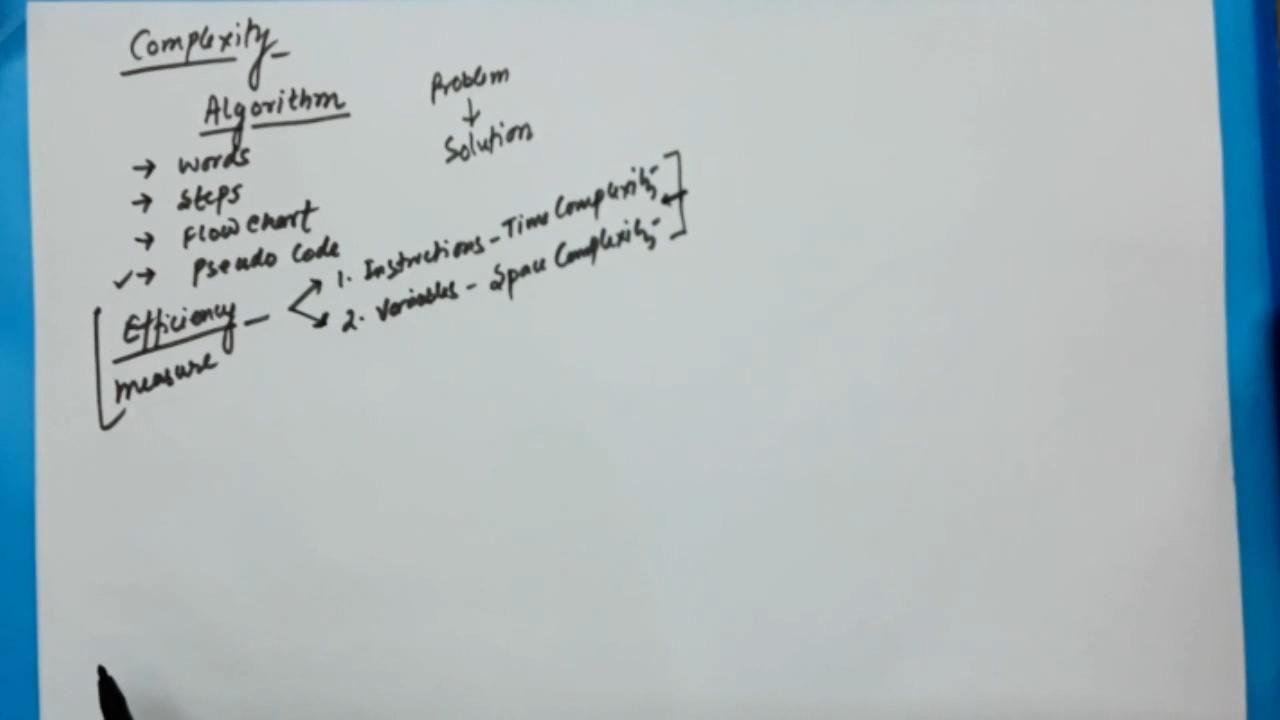 Complexity
Algorithm
→ words
→ steps
→ Flow chart
✓→ Pseudo Code
Problem
↓
Solution
Efficiency –
measure
1. Instructions - Time Complexity
2. Variables - Space Complexity